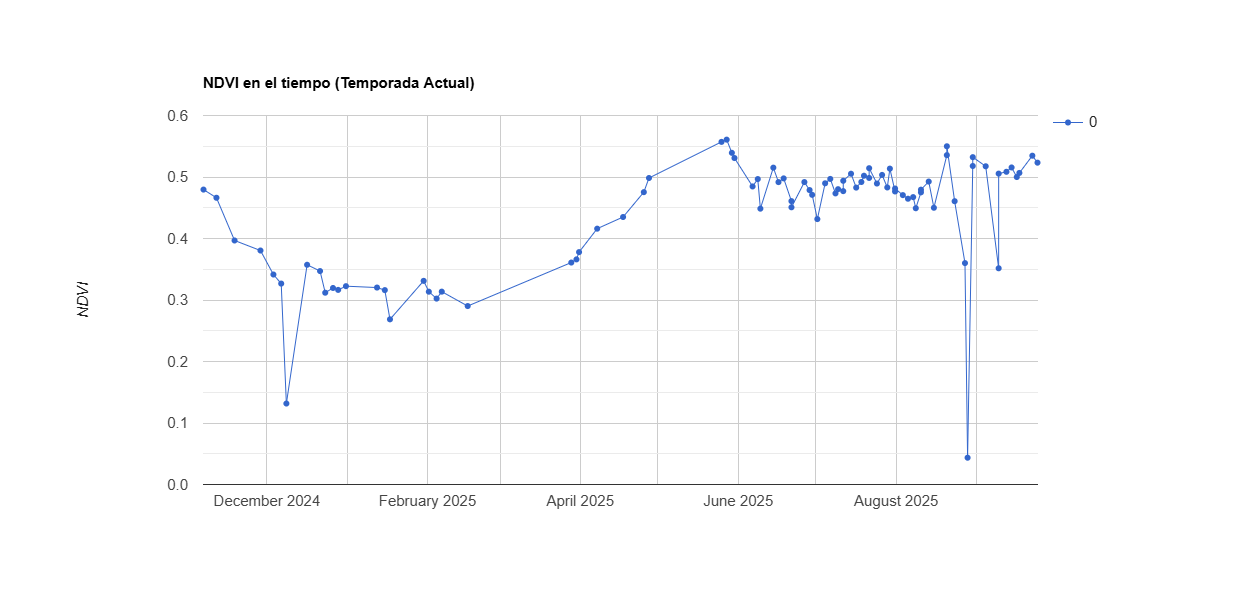 NDVI en el tiempo (Temporada Actual)
0.6
0
0.5
0.4
0.3
0.2
0.1
0.0
NDVI
December 2024
February 2025
April 2025
June 2025
August 2025